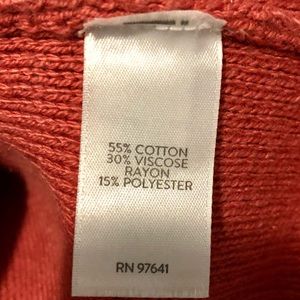 55% COTTON
30% VISCOSE
RAYON
15% POLYESTER
RN 97641